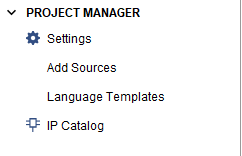 PROJECT MANAGER
Settings
Add Sources
Language Templates
IP Catalog